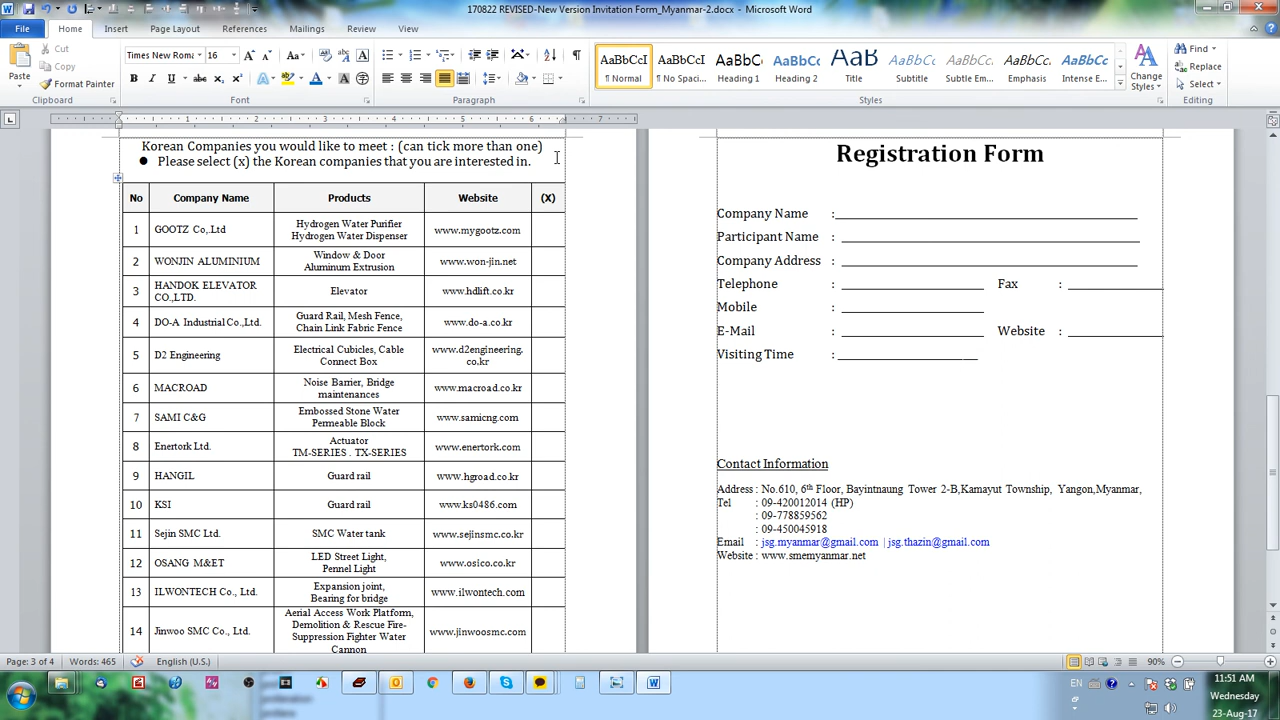 170822 REVISED-New Version Invitation Form_Myanmar-2.docx - Microsoft Word
File Home Insert Page Layout References Mailings Review View
Paste
Cut
Copy
Format Painter
Clipboard
Times New Roma 16
Font
Paragraph
AaBbCcI AaBbCcI AaBbC AaBbCc AaBb AaBbCcI AaBbCcI AaBbCc AaBbCc
¶ Normal ¶ No Spaci... Heading 1 Heading 2 Title Subtitle Subtle Em... Emphasis Intense E...
Change Styles
Styles
Find
Replace
Select
Editing
1 2 3 4 5 6 7
Korean Companies you would like to meet : (can tick more than one)
● Please select (x) the Korean companies that you are interested in.
No Company Name Products Website (X)
1 GOOTZ Co,.Ltd Hydrogen Water Purifier Hydrogen Water Dispenser www.mygootz.com
2 WONJIN ALUMINIUM Window & Door Aluminum Extrusion www.won-jin.net
3 HANDOK ELEVATOR CO.,LTD. Elevator www.hdlift.co.kr
4 DO-A Industrial Co.,Ltd. Guard Rail, Mesh Fence, Chain Link Fabric Fence www.do-a.co.kr
5 D2 Engineering Electrical Cubicles, Cable Connect Box www.d2engineering.co.kr
6 MACROAD Noise Barrier, Bridge maintenances www.macroad.co.kr
7 SAMI C&G Embossed Stone Water Permeable Block www.samicng.com
8 Enertork Ltd. Actuator TM-SERIES . TX-SERIES www.enertork.com
9 HANGIL Guard rail www.hgroad.co.kr
10 KSI Guard rail www.ks0486.com
11 Sejin SMC Ltd. SMC Water tank www.sejinsmc.co.kr
12 OSANG M&ET LED Street Light, Pennel Light www.osico.co.kr
13 ILWONTECH Co., Ltd. Expansion joint, Bearing for bridge www.ilwontech.com
14 Jinwoo SMC Co., Ltd. Aerial Access Work Platform, Demolition & Rescue Fire-Suppression Fighter Water Cannon www.jinwoosmc.com
Registration Form
Company Name :
Participant Name :
Company Address :
Telephone : Fax :
Mobile :
E-Mail : Website :
Visiting Time :
Contact Information
Address : No.610, 6th Floor, Bayintnaung Tower 2-B,Kamayut Township, Yangon,Myanmar,
Tel : 09-420012014 (HP)
: 09-778859562
: 09-450045918
Email : jsg.myanmar@gmail.com | jsg.thazin@gmail.com
Website : www.smemyanmar.net
Page: 3 of 4 Words: 465 English (U.S.) 90%
EN
11:51 AM
Wednesday
23-Aug-17